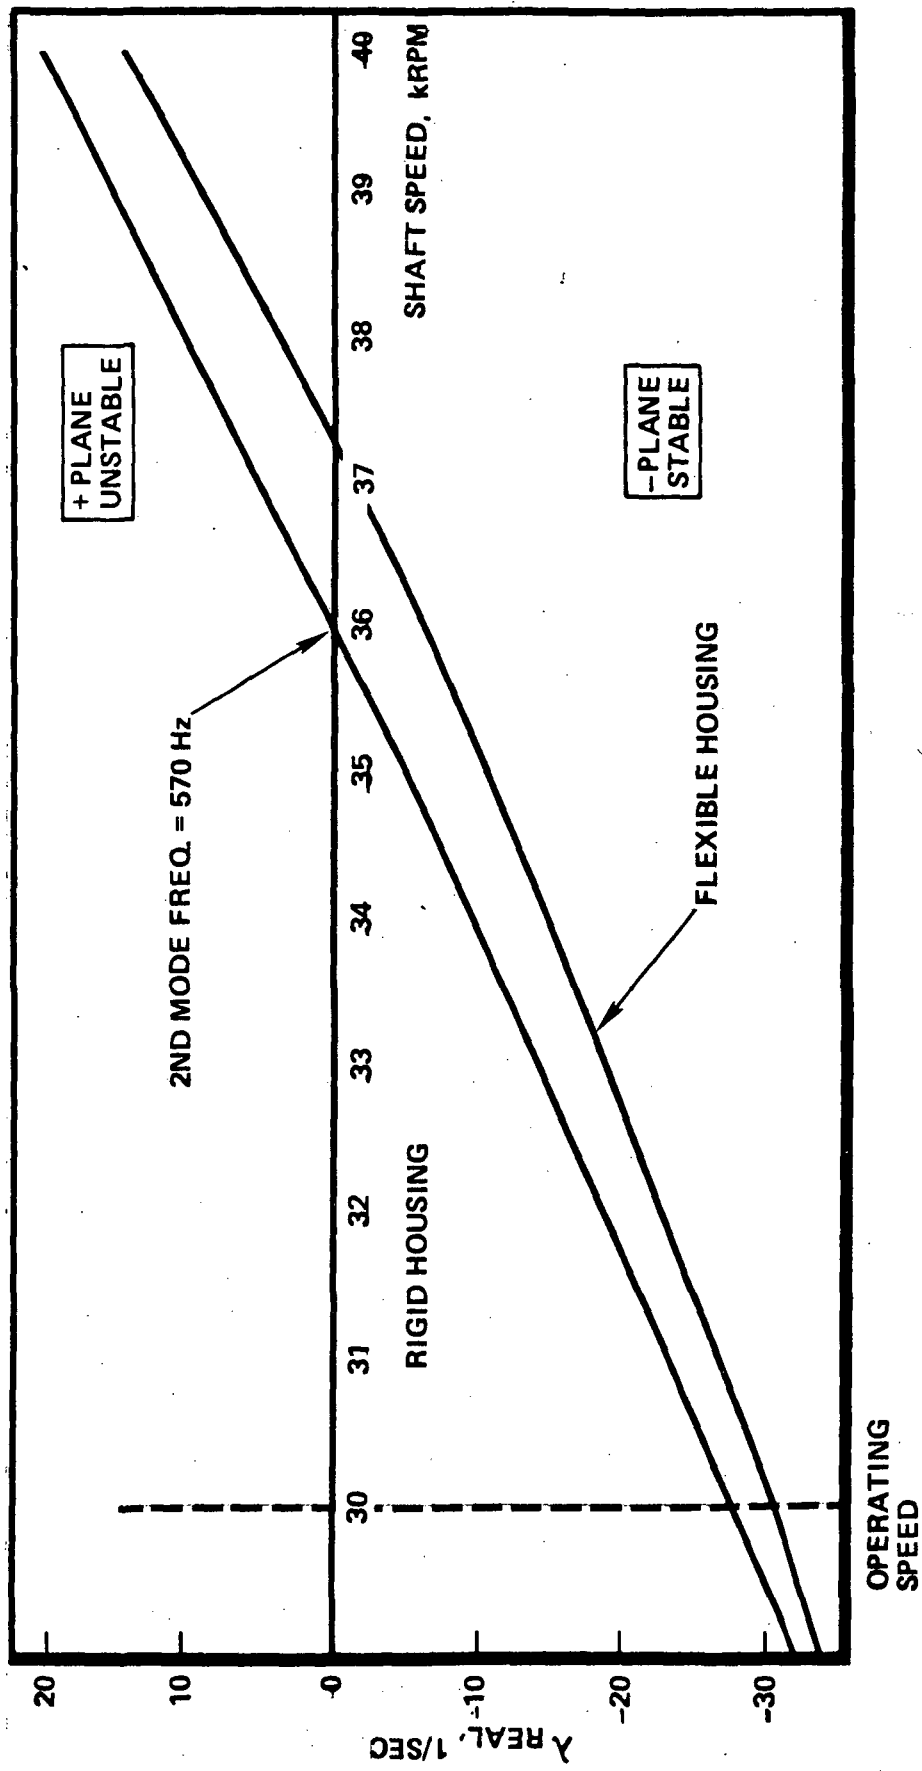 + PLANE
UNSTABLE
2ND MODE FREQ. = 570 Hz
20
10
0
-10
-20
-30
λ REAL, 1/SEC
30
31
32
33
34
35
36
37
38
39
40
SHAFT SPEED, kRPM
RIGID HOUSING
-PLANE
STABLE
FLEXIBLE HOUSING
OPERATING
SPEED